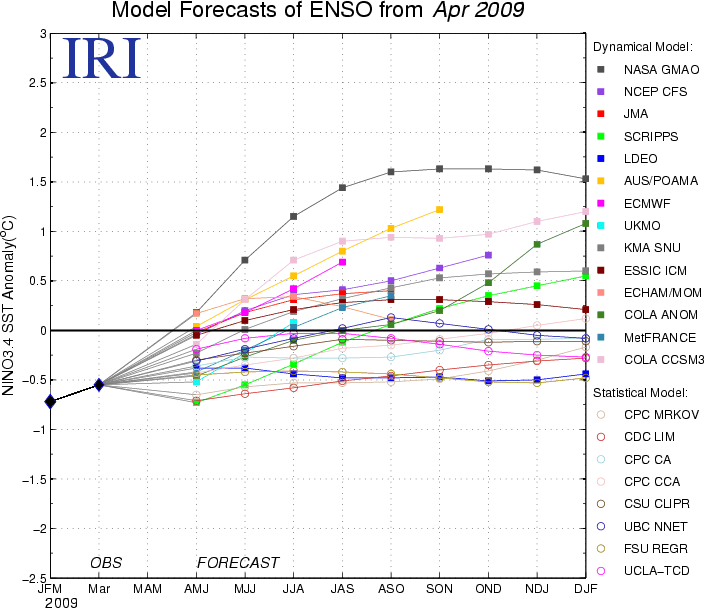 Model Forecasts of ENSO from Apr 2009
IRI
NINO3.4 SST Anomaly(°C)
3
2.5
2
1.5
1
0.5
0
−0.5
−1
−1.5
−2
−2.5
OBS
FORECAST
JFM Mar MAM AMJ MJJ JJA JAS ASO SON OND NDJ DJF
2009
Dynamical Model:
NASA GMAO
NCEP CFS
JMA
SCRIPPS
LDEO
AUS/POAMA
ECMWF
UKMO
KMA SNU
ESSIC ICM
ECHAM/MOM
COLA ANOM
MetFRANCE
COLA CCSM3
Statistical Model:
CPC MRKOV
CDC LIM
CPC CA
CPC CCA
CSU CLIPR
UBC NNET
FSU REGR
UCLA−TCD